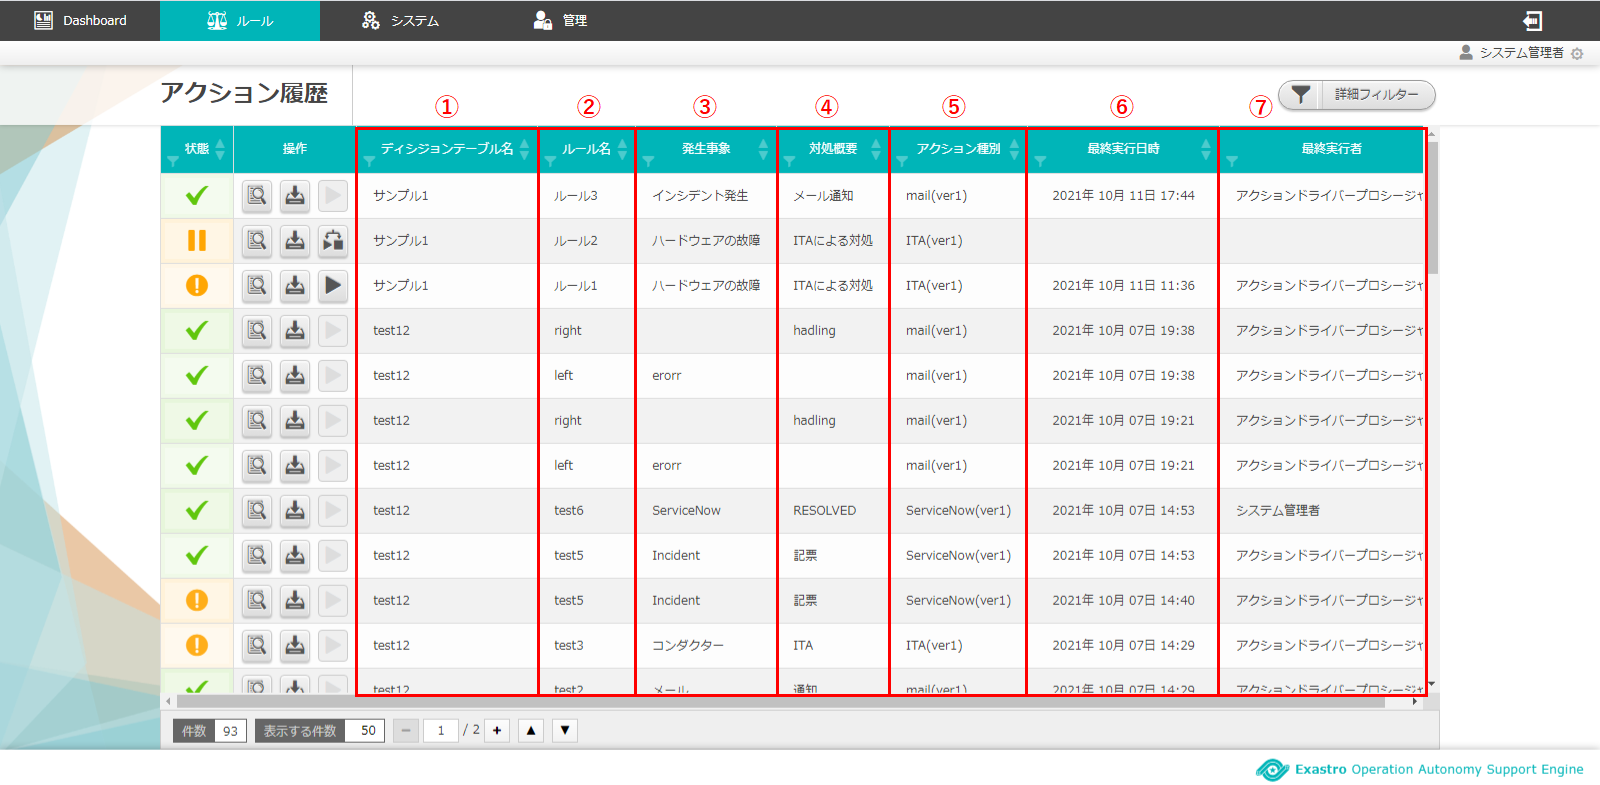 Dashboard ルール システム 管理
システム管理者
アクション履歴 詳細フィルター
① ② ③ ④ ⑤ ⑥ ⑦
状態 操作 ディシジョンテーブル名 ルール名 発生事象 対処概要 アクション種別 最終実行日時 最終実行者
サンプル1 ルール3 インシデント発生 メール通知 mail(ver1) 2021年 10月 11日 17:44 アクションドライバープロシージャ
サンプル1 ルール2 ハードウェアの故障 ITAによる対処 ITA(ver1)
サンプル1 ルール1 ハードウェアの故障 ITAによる対処 ITA(ver1) 2021年 10月 11日 11:36 アクションドライバープロシージャ
test12 right hadling mail(ver1) 2021年 10月 07日 19:38 アクションドライバープロシージャ
test12 left erorr mail(ver1) 2021年 10月 07日 19:38 アクションドライバープロシージャ
test12 right hadling mail(ver1) 2021年 10月 07日 19:21 アクションドライバープロシージャ
test12 left erorr mail(ver1) 2021年 10月 07日 19:21 アクションドライバープロシージャ
test12 test6 ServiceNow RESOLVED ServiceNow(ver1) 2021年 10月 07日 14:53 システム管理者
test12 test5 Incident 記票 ServiceNow(ver1) 2021年 10月 07日 14:53 アクションドライバープロシージャ
test12 test5 Incident 記票 ServiceNow(ver1) 2021年 10月 07日 14:40 アクションドライバープロシージャ
test12 test3 コンダクター ITA ITA(ver1) 2021年 10月 07日 14:29 アクションドライバープロシージャ
test12 test2 メール 通知 mail(ver1) 2021年 10月 07日 14:29 アクションドライバープロシージャ
件数 93 表示する件数 50 − 1 / 2 + ▲ ▼
Exastro Operation Autonomy Support Engine